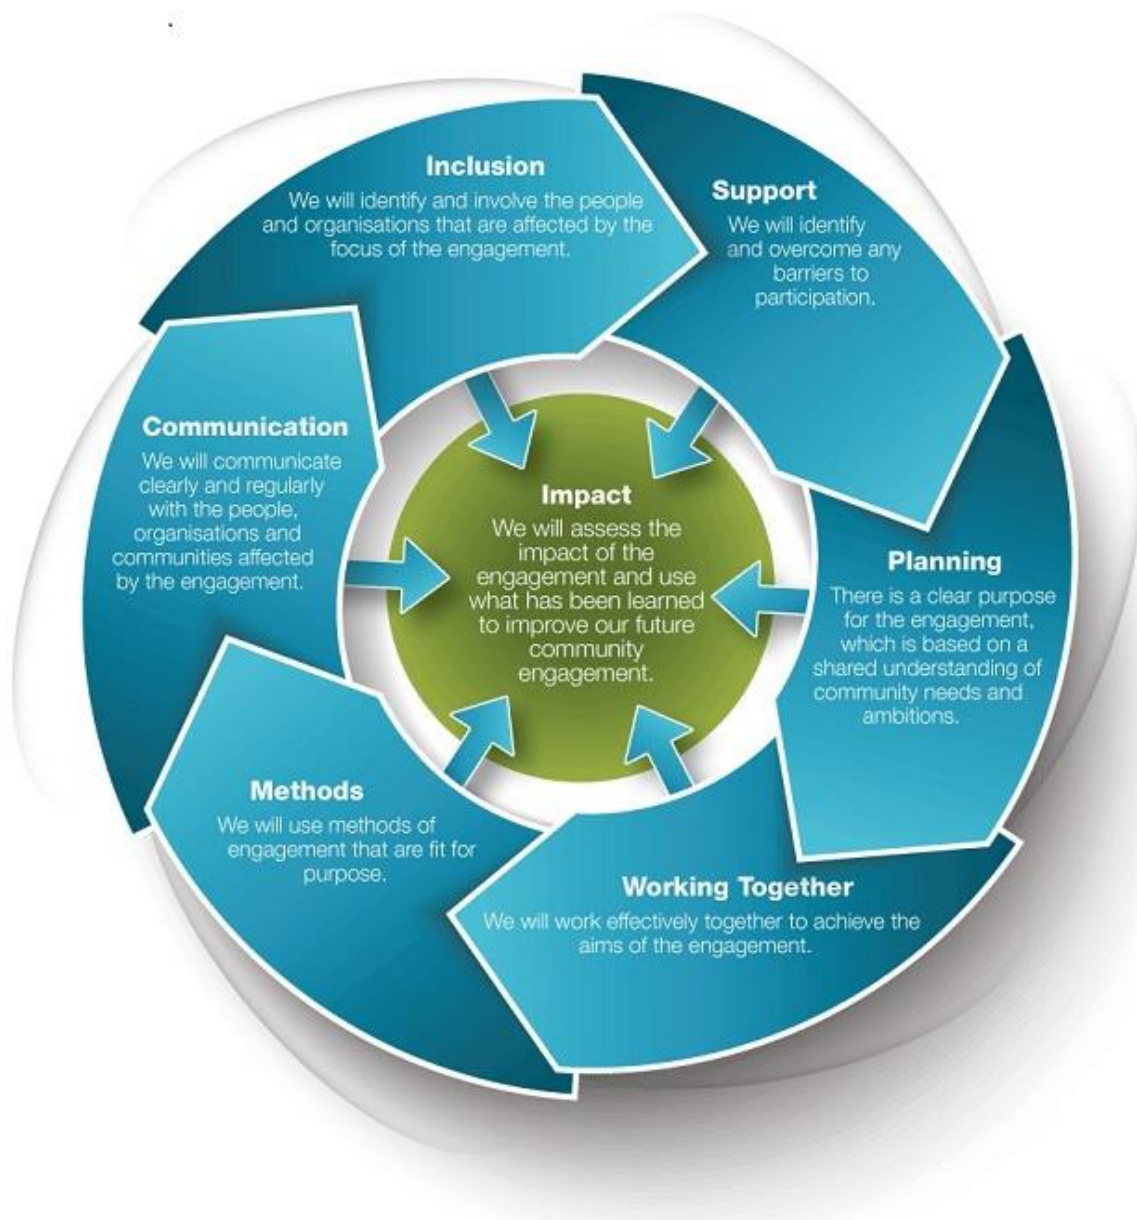 Inclusion
We will identify and involve the people
and organisations that are affected by the
focus of the engagement.
Support
We will identify
and overcome any
barriers to
participation.
Planning
There is a clear purpose
for the engagement,
which is based on a
shared understanding of
community needs and
ambitions.
Working Together
We will work effectively together to achieve the
aims of the engagement.
Methods
We will use methods of
engagement that are fit for
purpose.
Communication
We will communicate
clearly and regularly
with the people,
organisations and
communities affected
by the engagement.
Impact
We will assess the
impact of the
engagement and use
what has been learned
to improve our future
community
engagement.